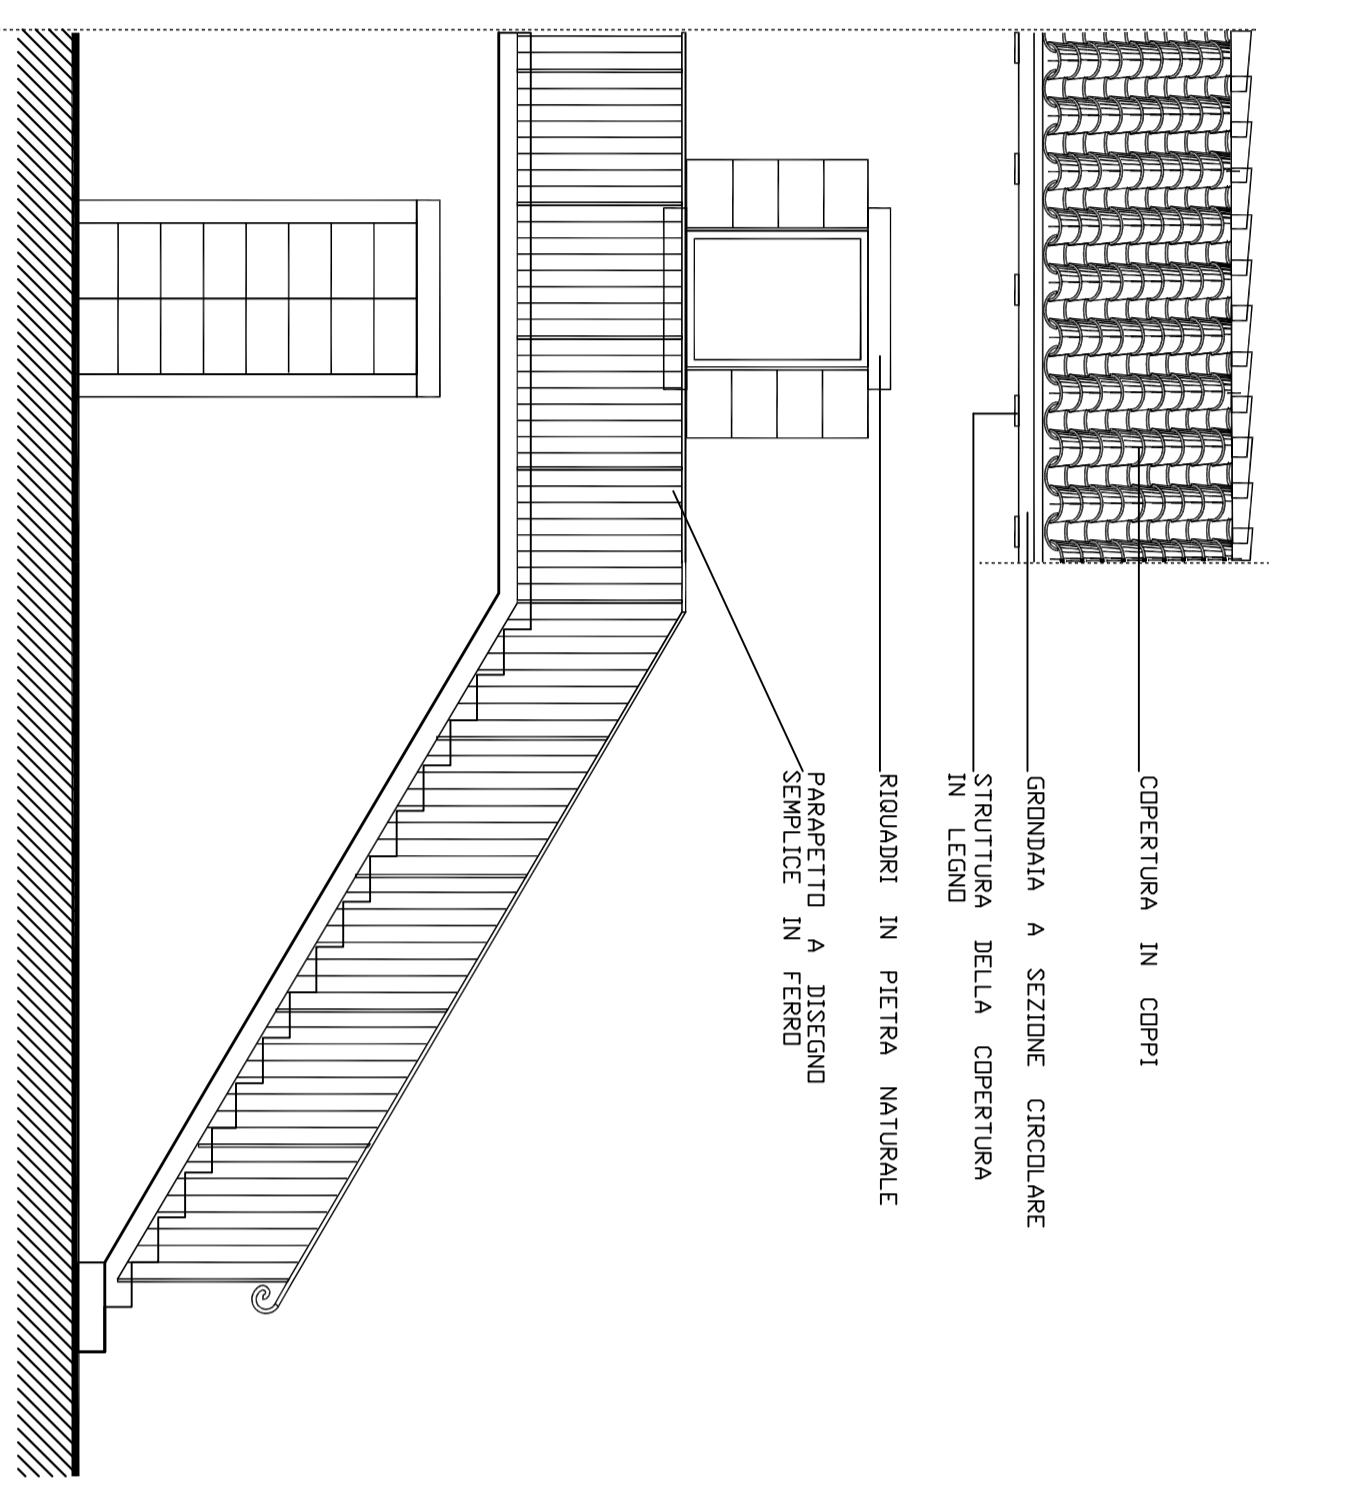 COPERTURA IN COPPI
GRONDAIA A SEZIONE CIRCOLARE
STRUTTURA DELLA COPERTURA
IN LEGNO
RIQUADRI IN PIETRA NATURALE
PARAPETTO A DISEGNO
SEMPLICE IN FERRO